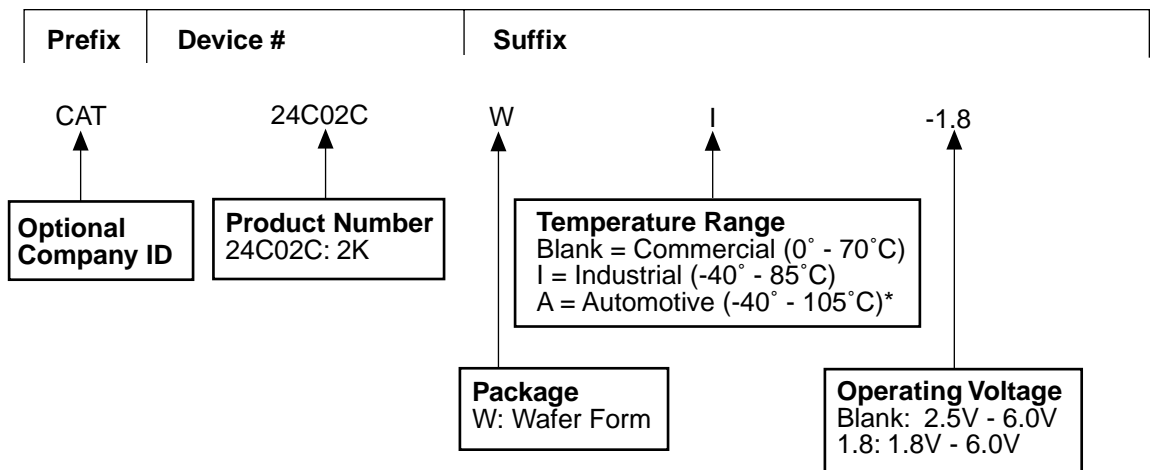 Prefix Device # Suffix
CAT 24C02C W I -1.8
Optional
Company ID
Product Number
24C02C: 2K
Temperature Range
Blank = Commercial (0˚ - 70˚C)
I = Industrial (-40˚ - 85˚C)
A = Automotive (-40˚ - 105˚C)*
Package
W: Wafer Form
Operating Voltage
Blank: 2.5V - 6.0V
1.8: 1.8V - 6.0V